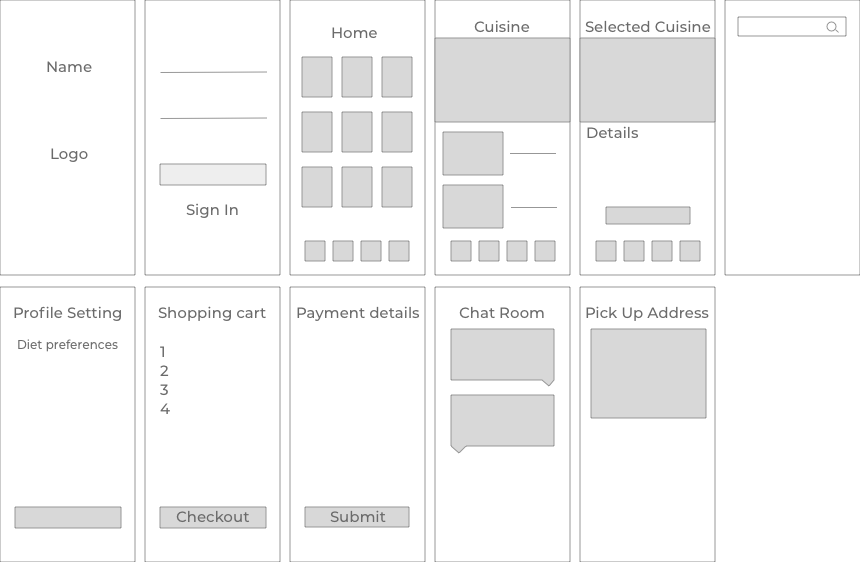 Name
Logo
Sign In
Home
Cuisine
Selected Cuisine
Details
Profile Setting
Diet preferences
Shopping cart
1
2
3
4
Checkout
Payment details
Submit
Chat Room
Pick Up Address